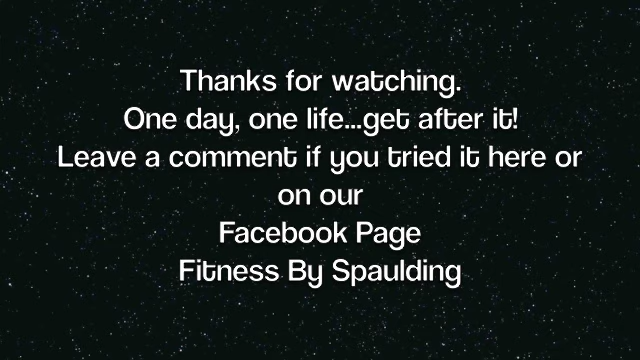 Thanks for watching.
One day, one life...get after it!
Leave a comment if you tried it here or
on our
Facebook Page
Fitness By Spaulding